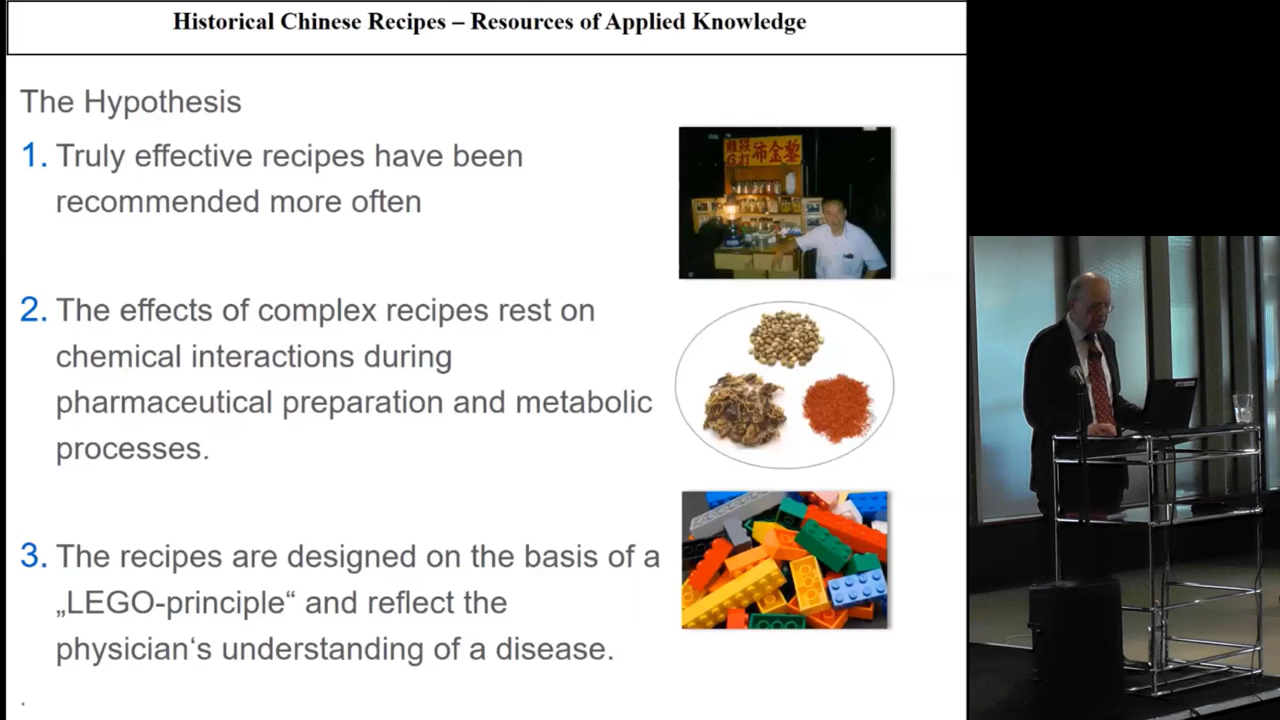 Historical Chinese Recipes – Resources of Applied Knowledge
The Hypothesis
1. Truly effective recipes have been
recommended more often
2. The effects of complex recipes rest on
chemical interactions during
pharmaceutical preparation and metabolic
processes.
3. The recipes are designed on the basis of a
„LEGO-principle“ and reflect the
physician‘s understanding of a disease.
.